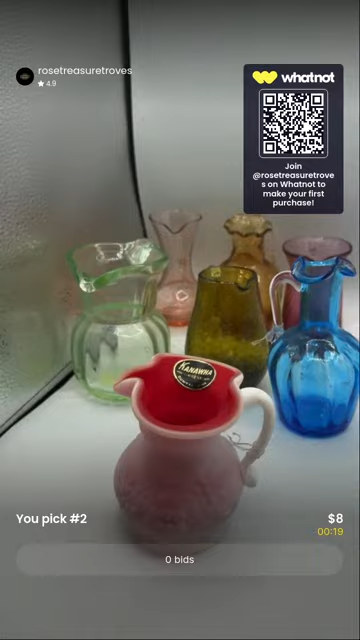 rosetreasuretroves
4.9
whatnot
Join
@rosetreasuretrove
s on Whatnot to
make your first
purchase!
KANAWHA
You pick #2
$8
00:19
0 bids